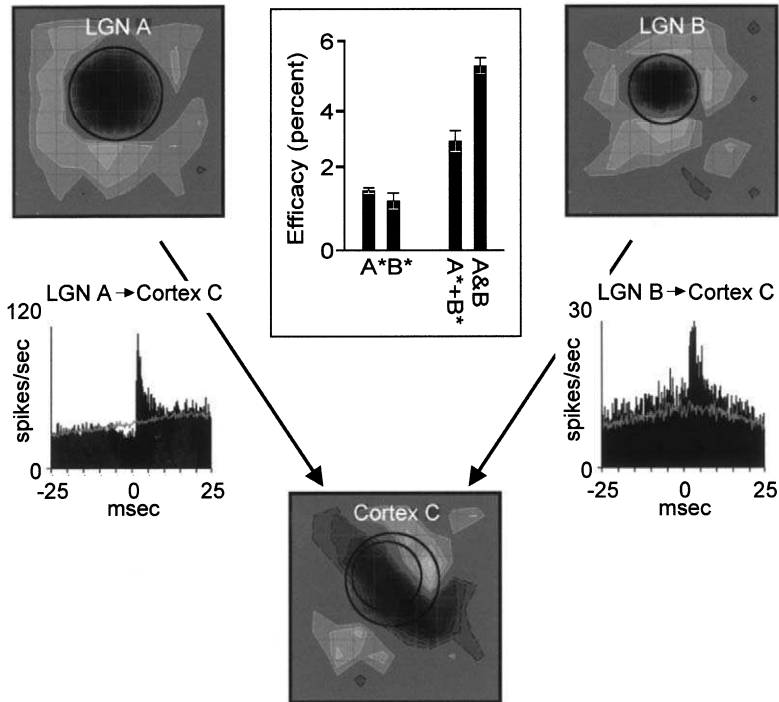 LGN A
6
4
2
0
Efficacy (percent)
A*B*
A*+B*
A&B
LGN B
LGN A→Cortex C
120
0
spikes/sec
-25 0 25
msec
LGN B→Cortex C
30
0
spikes/sec
-25 0 25
msec
Cortex C